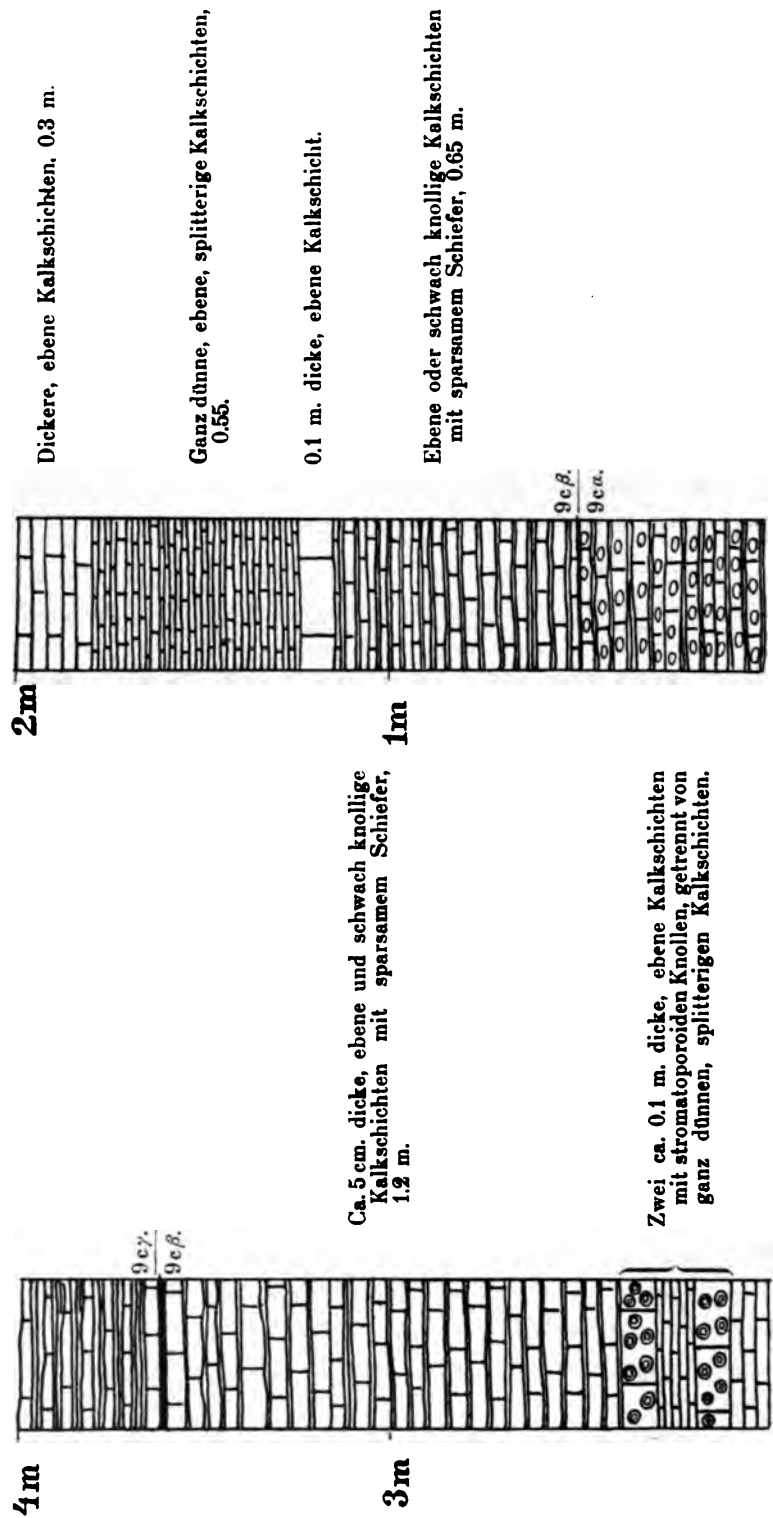 4m
9cγ.
9cβ.
Ca. 5 cm. dicke, ebene und schwach knollige
Kalkschichten mit sparsamem Schiefer,
1.2 m.
3m
Zwei ca. 0.1 m. dicke, ebene Kalkschichten
mit stromatoporoiden Knollen, getrennt von
ganz dünnen, splitterigen Kalkschichten.
2m
Dickere, ebene Kalkschichten, 0.3 m.
Ganz dünne, ebene, splitterige Kalkschichten,
0.55.
0.1 m. dicke, ebene Kalkschicht.
1m
Ebene oder schwach knollige Kalkschichten
mit sparsamem Schiefer, 0.65 m.
9cβ.
9cα.